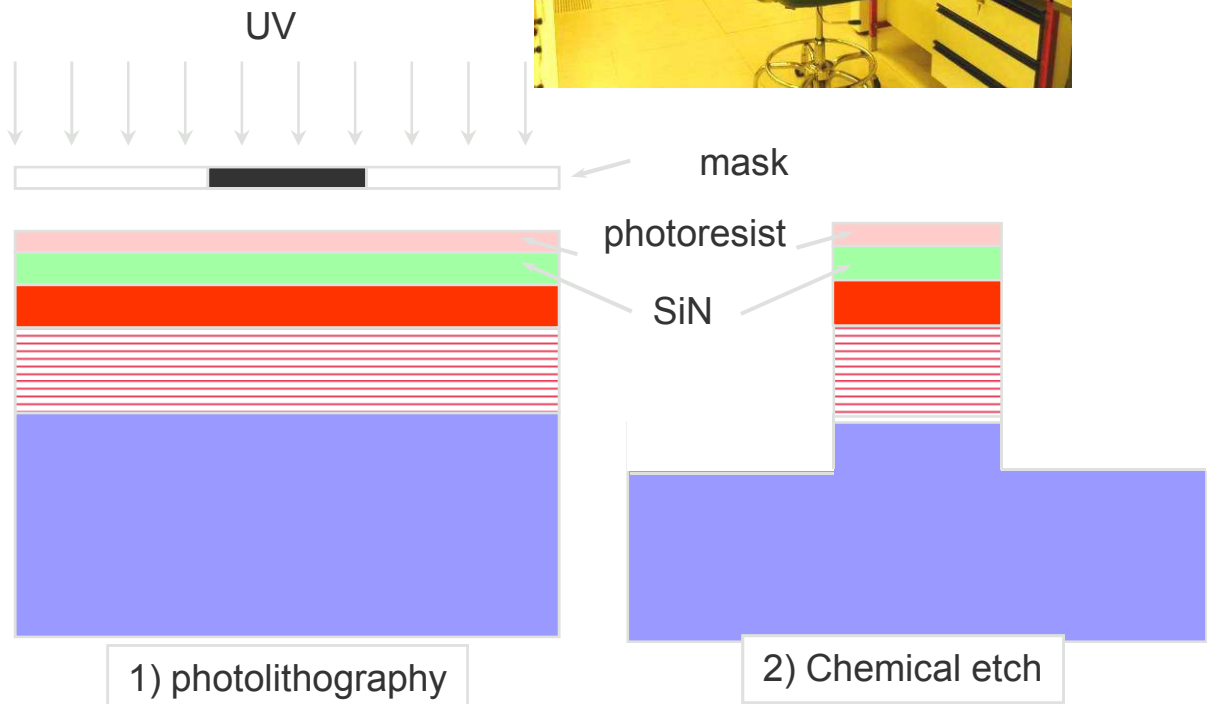 UV
mask
photoresist
SiN
1) photolithography
2) Chemical etch